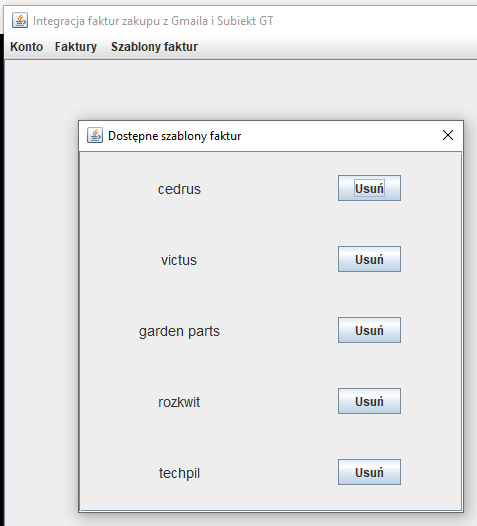 Integracja faktur zakupu z Gmaila i Subiekt GT
Konto Faktury Szablony faktur
Dostępne szablony faktur
cedrus Usuń
victus Usuń
garden parts Usuń
rozkwit Usuń
techpil Usuń